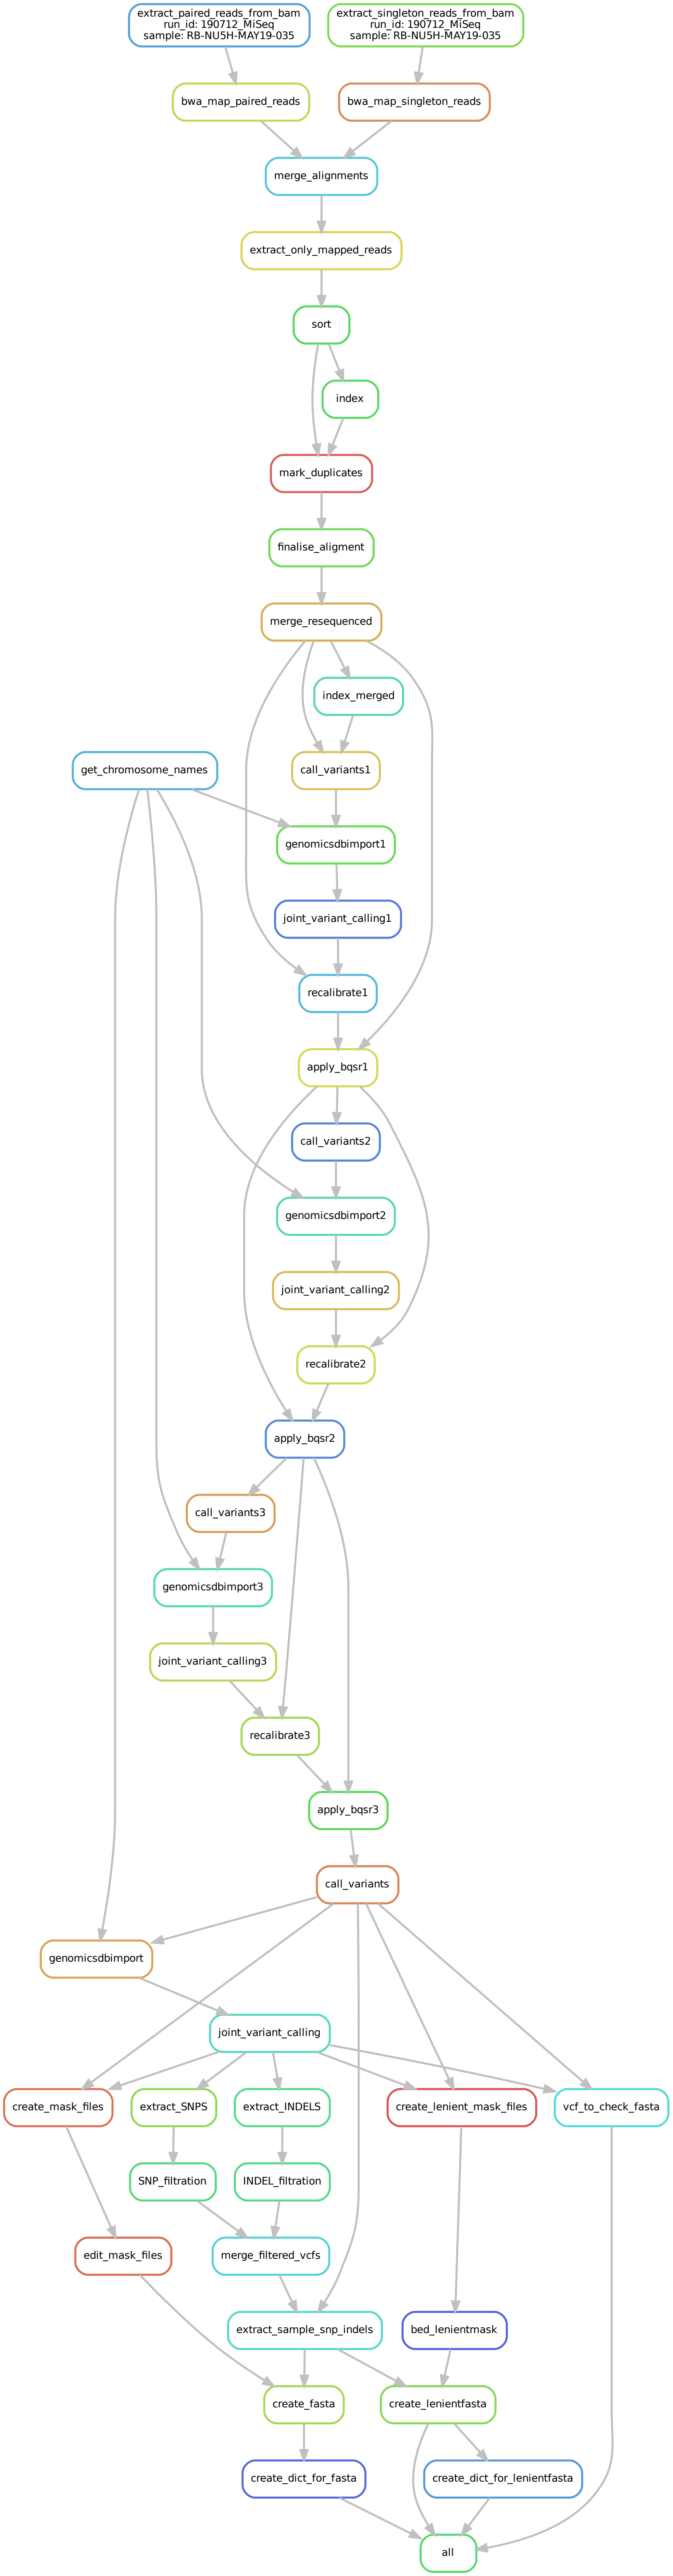 extract_paired_reads_from_bam
run_id: 190712_MiSeq
sample: RB-NU5H-MAY19-035
extract_singleton_reads_from_bam
run_id: 190712_MiSeq
sample: RB-NU5H-MAY19-035
bwa_map_paired_reads
bwa_map_singleton_reads
merge_alignments
extract_only_mapped_reads
sort
index
mark_duplicates
finalise_aligment
merge_resequenced
index_merged
get_chromosome_names
call_variants1
genomicsdbimport1
joint_variant_calling1
recalibrate1
apply_bqsr1
call_variants2
genomicsdbimport2
joint_variant_calling2
recalibrate2
apply_bqsr2
call_variants3
genomicsdbimport3
joint_variant_calling3
recalibrate3
apply_bqsr3
call_variants
genomicsdbimport
joint_variant_calling
create_mask_files
extract_SNPS
extract_INDELS
create_lenient_mask_files
vcf_to_check_fasta
SNP_filtration
INDEL_filtration
edit_mask_files
merge_filtered_vcfs
extract_sample_snp_indels
bed_lenientmask
create_fasta
create_lenientfasta
create_dict_for_fasta
create_dict_for_lenientfasta
all